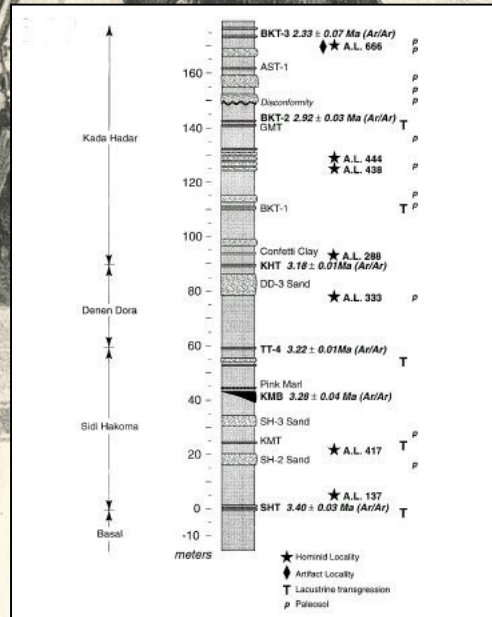 BKT-3 2.33 ± 0.07 Ma (Ar/Ar)
A.L. 666
p
p
160
AST-1
p
p
p
Disconformity
BKT-2 2.92 ± 0.03 Ma (Ar/Ar)
T
140
GMT
p
Kada Hadar
A.L. 444
A.L. 438
p
120
p
BKT-1
T p
100
Confetti Clay
A.L. 288
KHT 3.18 ± 0.01Ma (Ar/Ar)
DD-3 Sand
80
A.L. 333
p
Denen Dora
60
TT-4 3.22 ± 0.01Ma (Ar/Ar)
T
Pink Marl
40
KMB 3.28 ± 0.04 Ma (Ar/Ar)
SH-3 Sand
Sidi Hakoma
p
KMT
T
20
A.L. 417
SH-2 Sand
p
A.L. 137
0
SHT 3.40 ± 0.03 Ma (Ar/Ar)
T
Basal
-10
meters
Hominid Locality
Artifact Locality
T Lacustrine transgression
p Paleosol